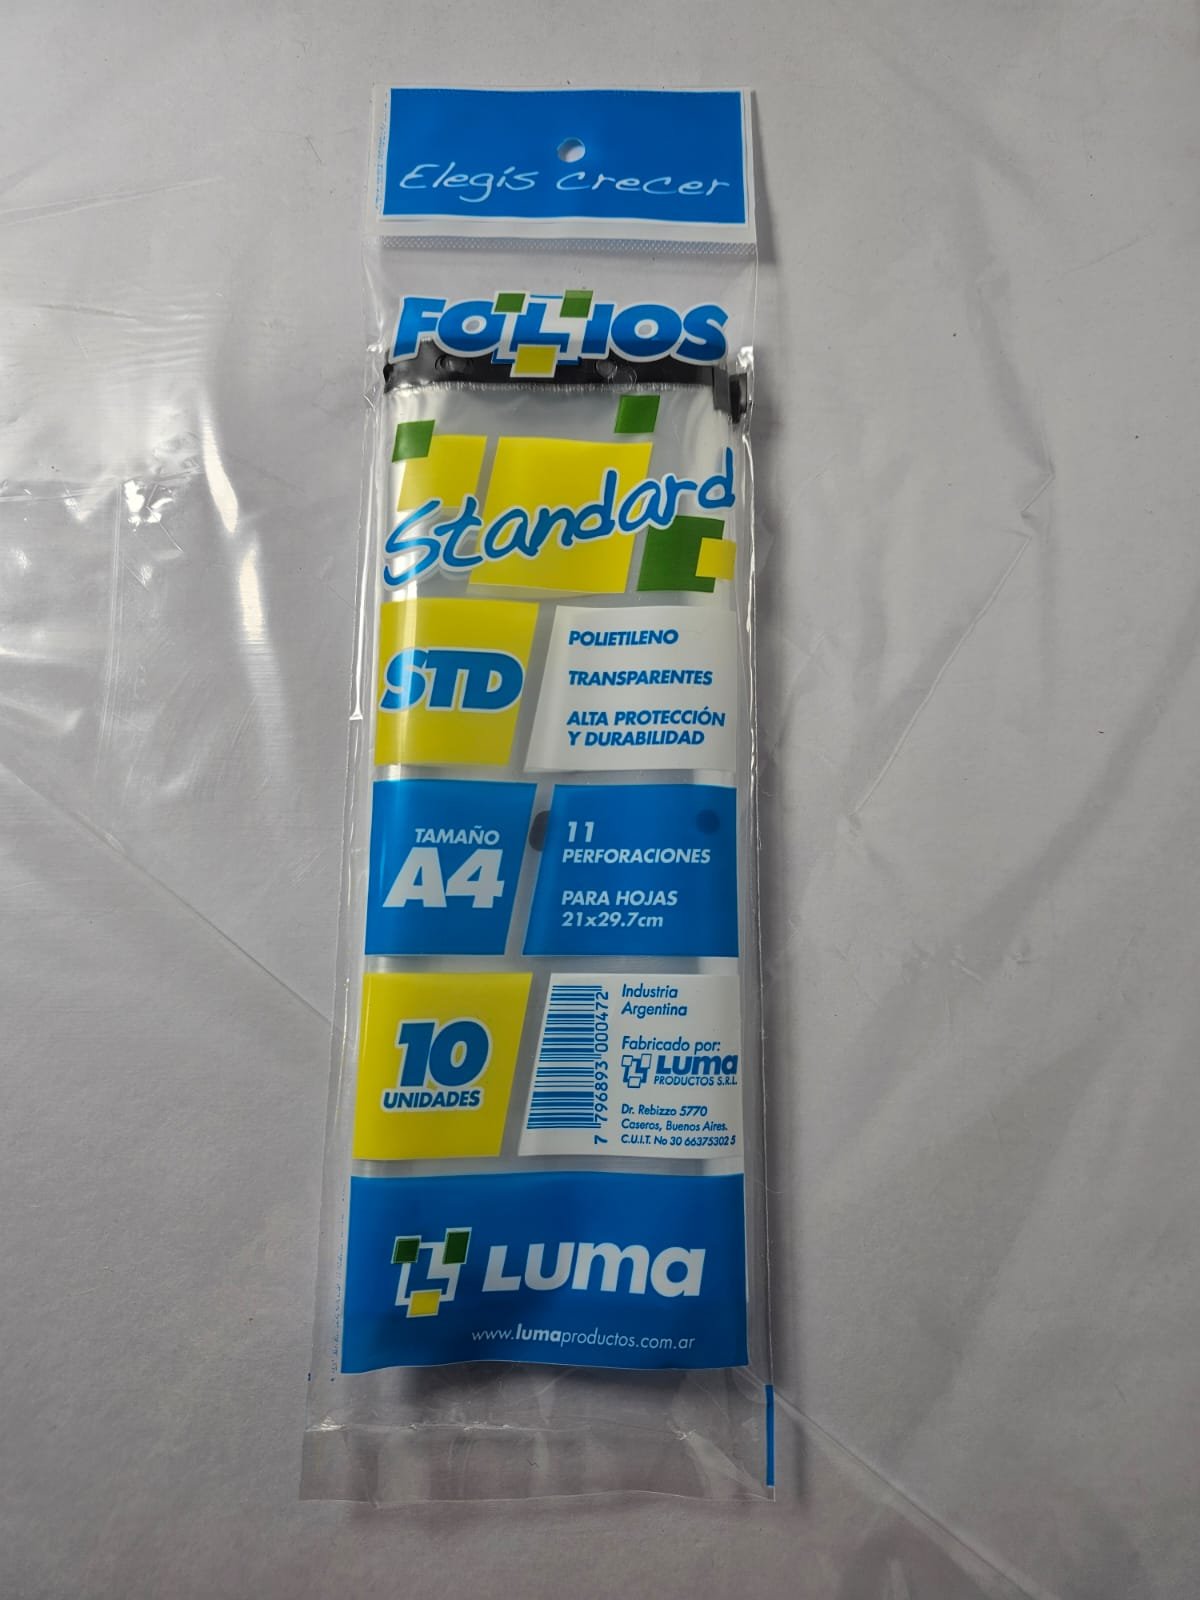 Elegís crecer
FOLIOS
Standard
STD
POLIETILENO
TRANSPARENTES
ALTA PROTECCIÓN
Y DURABILIDAD
TAMAÑO
A4
11
PERFORACIONES
PARA HOJAS
21x29.7cm
10
UNIDADES
7 796893 000472
Industria
Argentina
Fabricado por:
LUMA
PRODUCTOS S.R.L.
Dr. Rebizzo 5770
Caseros, Buenos Aires.
C.U.I.T. No 30 66375302 5
LUMA
www.lumaproductos.com.ar